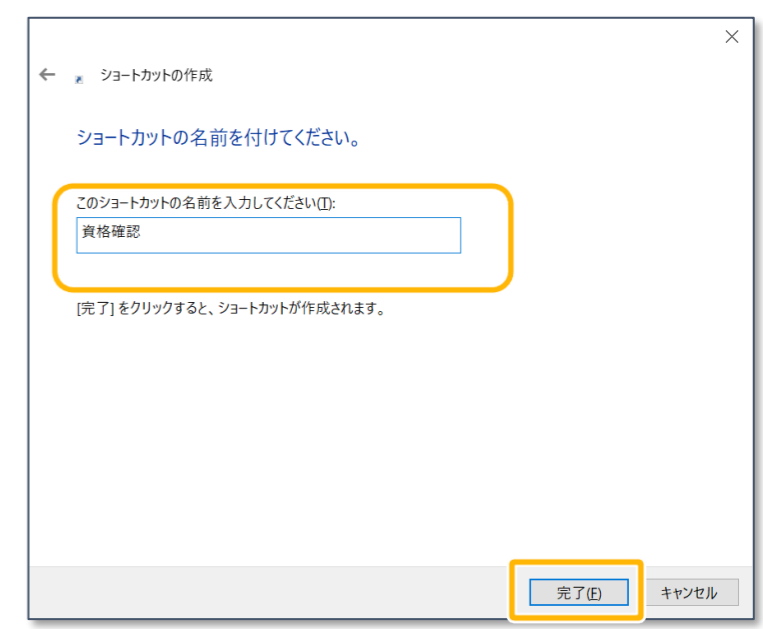 ショートカットの作成
ショートカットの名前を付けてください。
このショートカットの名前を入力してください(T):
資格確認
[完了] をクリックすると、ショートカットが作成されます。
完了(F)
キャンセル